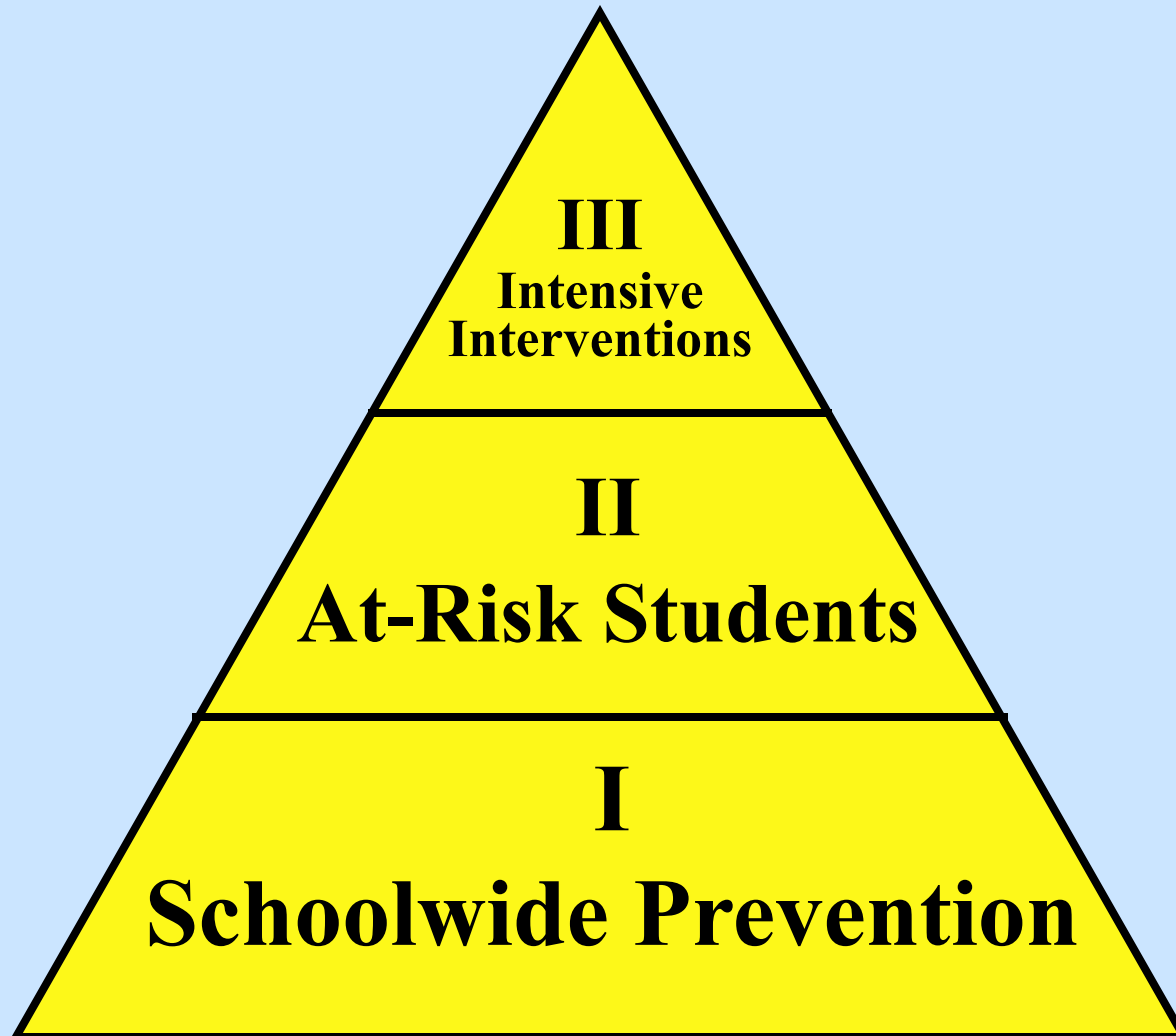 III
Intensive
Interventions
II
At-Risk Students
I
Schoolwide Prevention